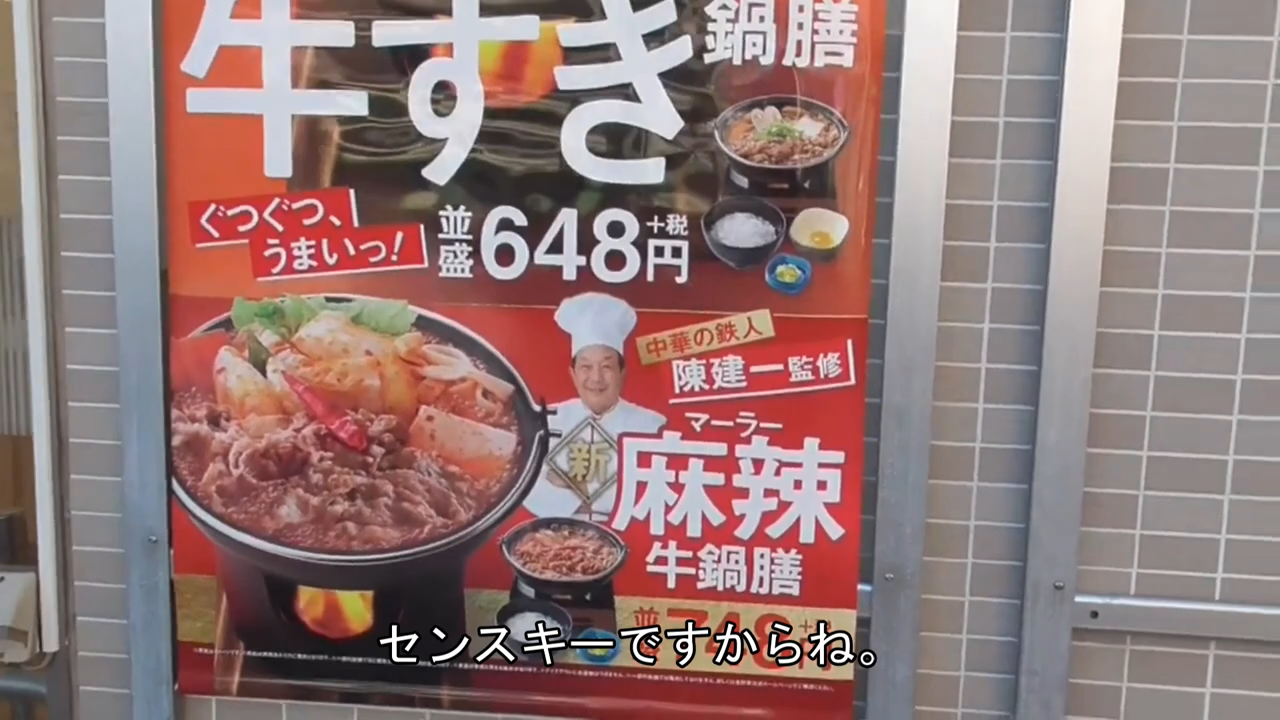 牛すき
鍋膳
ぐつぐつ、
うまいっ!
並盛648円+税
中華の鉄人
陳建一監修
マーラー
新
麻辣
牛鍋膳
並 748
センスキーですからね。